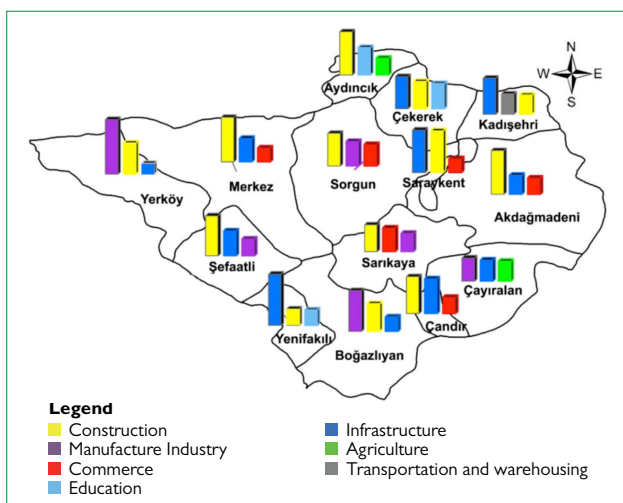 N
W E
S
Aydıncık
Çekerek
Kadışehri
Yerköy
Merkez
Sorgun
Saraykent
Akdağmadeni
Şefaatli
Sarıkaya
Çayıralan
Yenifakılı
Boğazlıyan
Çandır
Legend
Construction
Manufacture Industry
Commerce
Education
Infrastructure
Agriculture
Transportation and warehousing